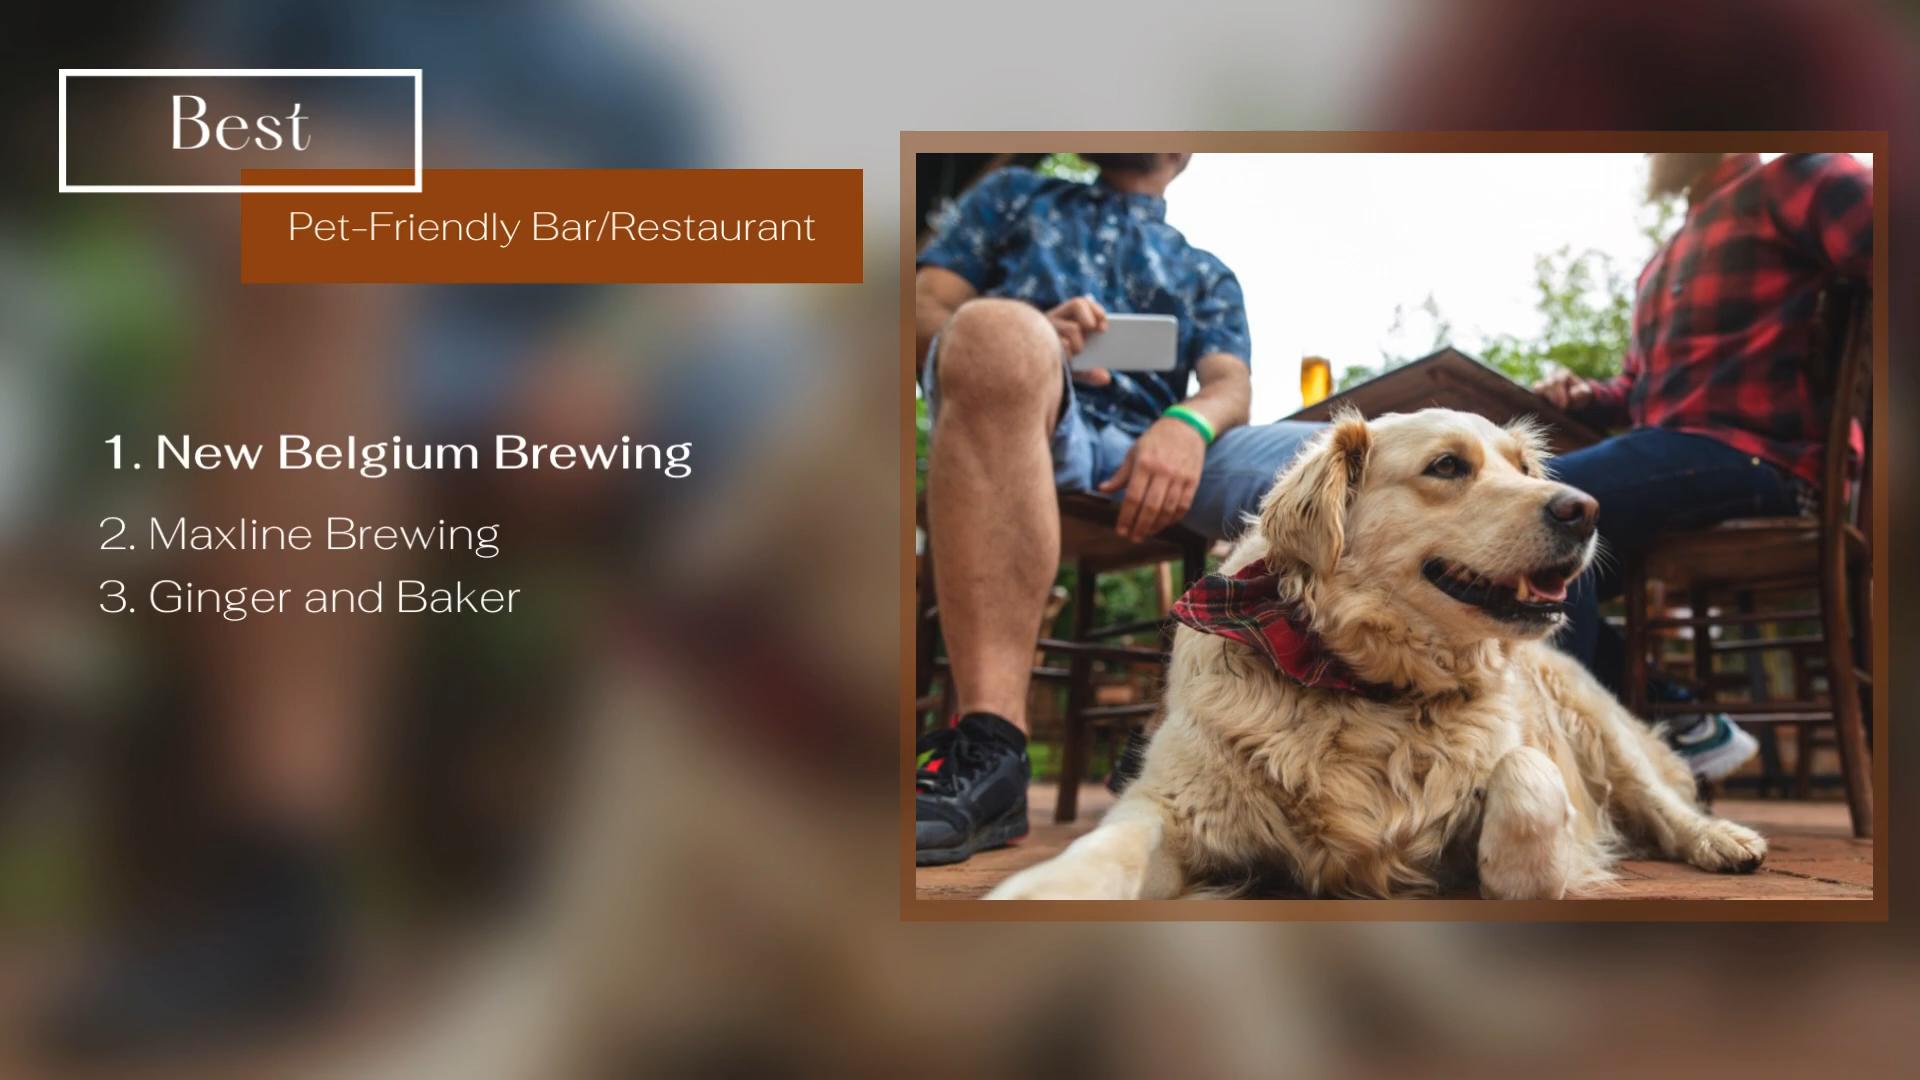 Best
Pet-Friendly Bar/Restaurant
1. New Belgium Brewing
2. Maxline Brewing
3. Ginger and Baker